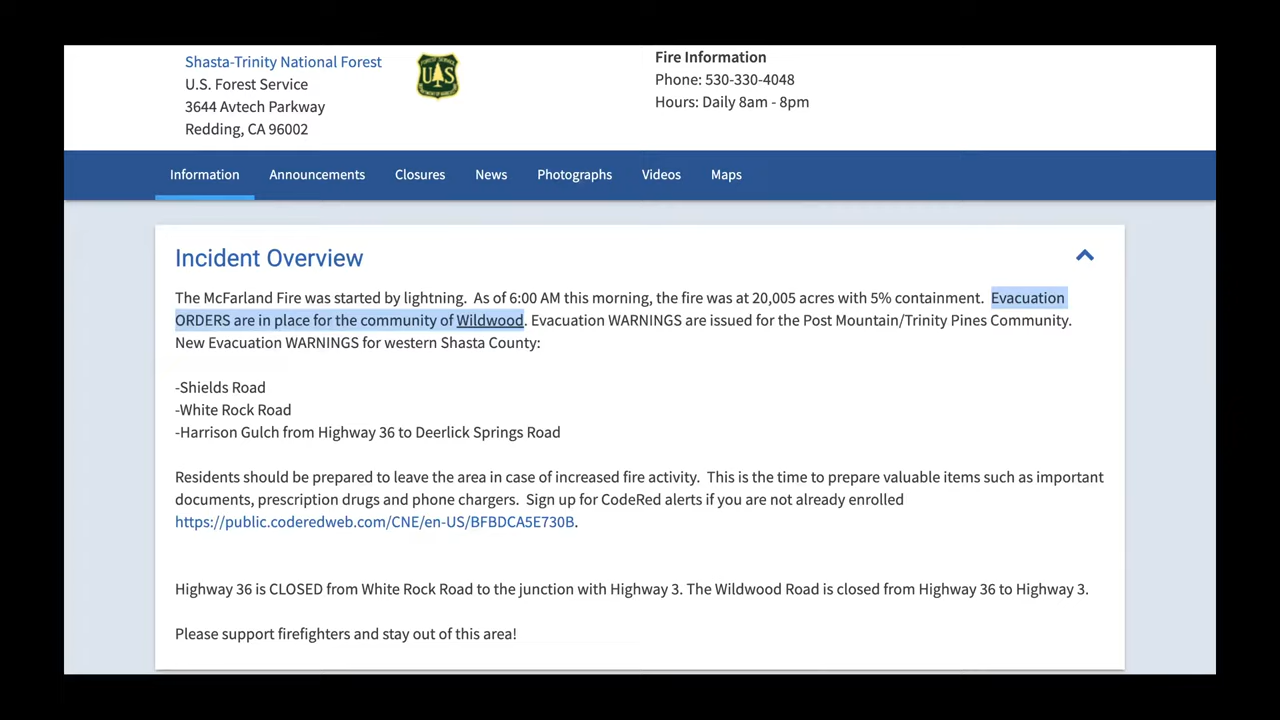 Shasta-Trinity National Forest
U.S. Forest Service
3644 Avtech Parkway
Redding, CA 96002
US
Fire Information
Phone: 530-330-4048
Hours: Daily 8am - 8pm
Information Announcements Closures News Photographs Videos Maps
Incident Overview
The McFarland Fire was started by lightning.  As of 6:00 AM this morning, the fire was at 20,005 acres with 5% containment.  Evacuation
ORDERS are in place for the community of Wildwood. Evacuation WARNINGS are issued for the Post Mountain/Trinity Pines Community.
New Evacuation WARNINGS for western Shasta County:
-Shields Road
-White Rock Road
-Harrison Gulch from Highway 36 to Deerlick Springs Road
Residents should be prepared to leave the area in case of increased fire activity.  This is the time to prepare valuable items such as important
documents, prescription drugs and phone chargers.  Sign up for CodeRed alerts if you are not already enrolled
https://public.coderedweb.com/CNE/en-US/BFBDCA5E730B.
Highway 36 is CLOSED from White Rock Road to the junction with Highway 3. The Wildwood Road is closed from Highway 36 to Highway 3.
Please support firefighters and stay out of this area!